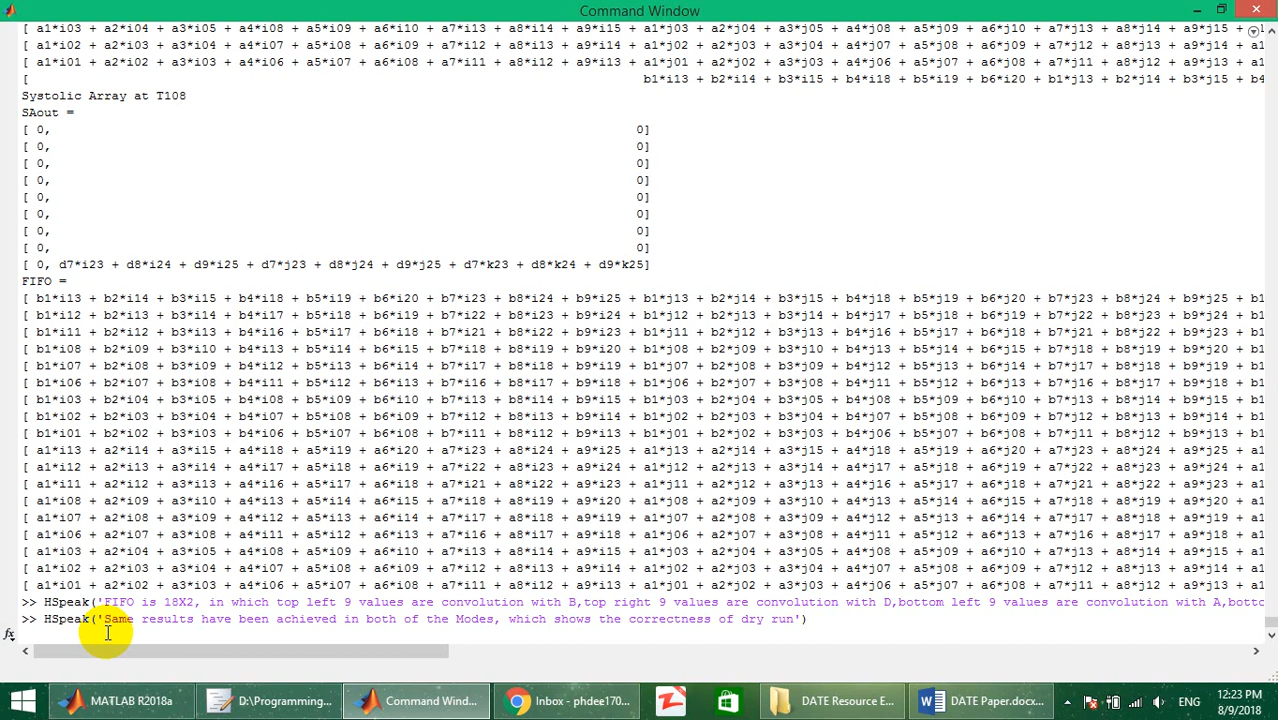 Command Window
[ a1*i03 + a2*i04 + a3*i05 + a4*i08 + a5*i09 + a6*i10 + a7*i13 + a8*i14 + a9*i15 + a1*j03 + a2*j04 + a3*j05 + a4*j08 + a5*j09 + a6*j10 + a7*j13 + a8*j14 + a9*j15 + a1
[ a1*i02 + a2*i03 + a3*i04 + a4*i07 + a5*i08 + a6*i09 + a7*i12 + a8*i13 + a9*i14 + a1*j02 + a2*j03 + a3*j04 + a4*j07 + a5*j08 + a6*j09 + a7*j12 + a8*j13 + a9*j14 + a1
[ a1*i01 + a2*i02 + a3*i03 + a4*i06 + a5*i07 + a6*i08 + a7*i11 + a8*i12 + a9*i13 + a1*j01 + a2*j02 + a3*j03 + a4*j06 + a5*j07 + a6*j08 + a7*j11 + a8*j12 + a9*j13 + a1
[ b1*i13 + b2*i14 + b3*i15 + b4*i18 + b5*i19 + b6*i20 + b1*j13 + b2*j14 + b3*j15 + b4
Systolic Array at T108
SAout =
[ 0, 0]
[ 0, 0]
[ 0, 0]
[ 0, 0]
[ 0, 0]
[ 0, 0]
[ 0, 0]
[ 0, 0]
[ 0, d7*i23 + d8*i24 + d9*i25 + d7*j23 + d8*j24 + d9*j25 + d7*k23 + d8*k24 + d9*k25]
FIFO =
[ b1*i13 + b2*i14 + b3*i15 + b4*i18 + b5*i19 + b6*i20 + b7*i23 + b8*i24 + b9*i25 + b1*j13 + b2*j14 + b3*j15 + b4*j18 + b5*j19 + b6*j20 + b7*j23 + b8*j24 + b9*j25 + b1
[ b1*i12 + b2*i13 + b3*i14 + b4*i17 + b5*i18 + b6*i19 + b7*i22 + b8*i23 + b9*i24 + b1*j12 + b2*j13 + b3*j14 + b4*j17 + b5*j18 + b6*j19 + b7*j22 + b8*j23 + b9*j24 + b1
[ b1*i11 + b2*i12 + b3*i13 + b4*i16 + b5*i17 + b6*i18 + b7*i21 + b8*i22 + b9*i23 + b1*j11 + b2*j12 + b3*j13 + b4*j16 + b5*j17 + b6*j18 + b7*j21 + b8*j22 + b9*j23 + b1
[ b1*i08 + b2*i09 + b3*i10 + b4*i13 + b5*i14 + b6*i15 + b7*i18 + b8*i19 + b9*i20 + b1*j08 + b2*j09 + b3*j10 + b4*j13 + b5*j14 + b6*j15 + b7*j18 + b8*j19 + b9*j20 + b1
[ b1*i07 + b2*i08 + b3*i09 + b4*i12 + b5*i13 + b6*i14 + b7*i17 + b8*i18 + b9*i19 + b1*j07 + b2*j08 + b3*j09 + b4*j12 + b5*j13 + b6*j14 + b7*j17 + b8*j18 + b9*j19 + b1
[ b1*i06 + b2*i07 + b3*i08 + b4*i11 + b5*i12 + b6*i13 + b7*i16 + b8*i17 + b9*i18 + b1*j06 + b2*j07 + b3*j08 + b4*j11 + b5*j12 + b6*j13 + b7*j16 + b8*j17 + b9*j18 + b1
[ b1*i03 + b2*i04 + b3*i05 + b4*i08 + b5*i09 + b6*i10 + b7*i13 + b8*i14 + b9*i15 + b1*j03 + b2*j04 + b3*j05 + b4*j08 + b5*j09 + b6*j10 + b7*j13 + b8*j14 + b9*j15 + b1
[ b1*i02 + b2*i03 + b3*i04 + b4*i07 + b5*i08 + b6*i09 + b7*i12 + b8*i13 + b9*i14 + b1*j02 + b2*j03 + b3*j04 + b4*j07 + b5*j08 + b6*j09 + b7*j12 + b8*j13 + b9*j14 + b1
[ b1*i01 + b2*i02 + b3*i03 + b4*i06 + b5*i07 + b6*i08 + b7*i11 + b8*i12 + b9*i13 + b1*j01 + b2*j02 + b3*j03 + b4*j06 + b5*j07 + b6*j08 + b7*j11 + b8*j12 + b9*j13 + b1
[ a1*i13 + a2*i14 + a3*i15 + a4*i18 + a5*i19 + a6*i20 + a7*i23 + a8*i24 + a9*i25 + a1*j13 + a2*j14 + a3*j15 + a4*j18 + a5*j19 + a6*j20 + a7*j23 + a8*j24 + a9*j25 + a1
[ a1*i12 + a2*i13 + a3*i14 + a4*i17 + a5*i18 + a6*i19 + a7*i22 + a8*i23 + a9*i24 + a1*j12 + a2*j13 + a3*j14 + a4*j17 + a5*j18 + a6*j19 + a7*j22 + a8*j23 + a9*j24 + a1
[ a1*i11 + a2*i12 + a3*i13 + a4*i16 + a5*i17 + a6*i18 + a7*i21 + a8*i22 + a9*i23 + a1*j11 + a2*j12 + a3*j13 + a4*j16 + a5*j17 + a6*j18 + a7*j21 + a8*j22 + a9*j23 + a1
[ a1*i08 + a2*i09 + a3*i10 + a4*i13 + a5*i14 + a6*i15 + a7*i18 + a8*i19 + a9*i20 + a1*j08 + a2*j09 + a3*j10 + a4*j13 + a5*j14 + a6*j15 + a7*j18 + a8*j19 + a9*j20 + a1
[ a1*i07 + a2*i08 + a3*i09 + a4*i12 + a5*i13 + a6*i14 + a7*i17 + a8*i18 + a9*i19 + a1*j07 + a2*j08 + a3*j09 + a4*j12 + a5*j13 + a6*j14 + a7*j17 + a8*j18 + a9*j19 + a1
[ a1*i06 + a2*i07 + a3*i08 + a4*i11 + a5*i12 + a6*i13 + a7*i16 + a8*i17 + a9*i18 + a1*j06 + a2*j07 + a3*j08 + a4*j11 + a5*j12 + a6*j13 + a7*j16 + a8*j17 + a9*j18 + a1
[ a1*i03 + a2*i04 + a3*i05 + a4*i08 + a5*i09 + a6*i10 + a7*i13 + a8*i14 + a9*i15 + a1*j03 + a2*j04 + a3*j05 + a4*j08 + a5*j09 + a6*j10 + a7*j13 + a8*j14 + a9*j15 + a1
[ a1*i02 + a2*i03 + a3*i04 + a4*i07 + a5*i08 + a6*i09 + a7*i12 + a8*i13 + a9*i14 + a1*j02 + a2*j03 + a3*j04 + a4*j07 + a5*j08 + a6*j09 + a7*j12 + a8*j13 + a9*j14 + a1
[ a1*i01 + a2*i02 + a3*i03 + a4*i06 + a5*i07 + a6*i08 + a7*i11 + a8*i12 + a9*i13 + a1*j01 + a2*j02 + a3*j03 + a4*j06 + a5*j07 + a6*j08 + a7*j11 + a8*j12 + a9*j13 + a1
>> HSpeak('FIFO is 18X2, in which top left 9 values are convolution with B,top right 9 values are convolution with D,bottom left 9 values are convolution with A,botto
>> HSpeak('Same results have been achieved in both of the Modes, which shows the correctness of dry run')
fx
MATLAB R2018a
D:\Programming...
Command Wind...
Inbox - phdee170...
DATE Resource E...
DATE Paper.docx...
ENG
12:23 PM
8/9/2018